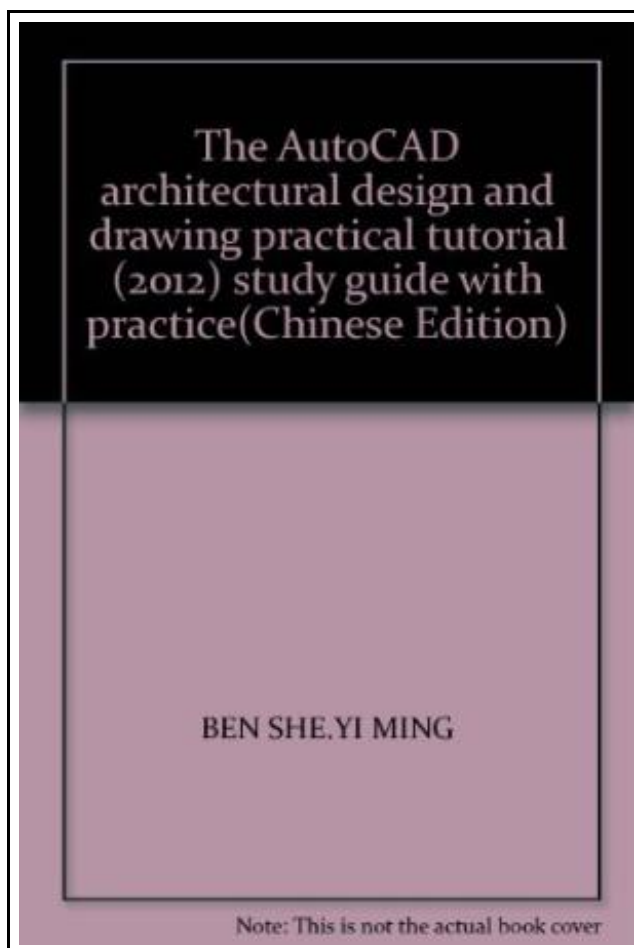 The AutoCAD
architectural design and
drawing practical tutorial
(2012) study guide with
practice(Chinese Edition)
BEN SHE.YI MING
Note: This is not the actual book cover